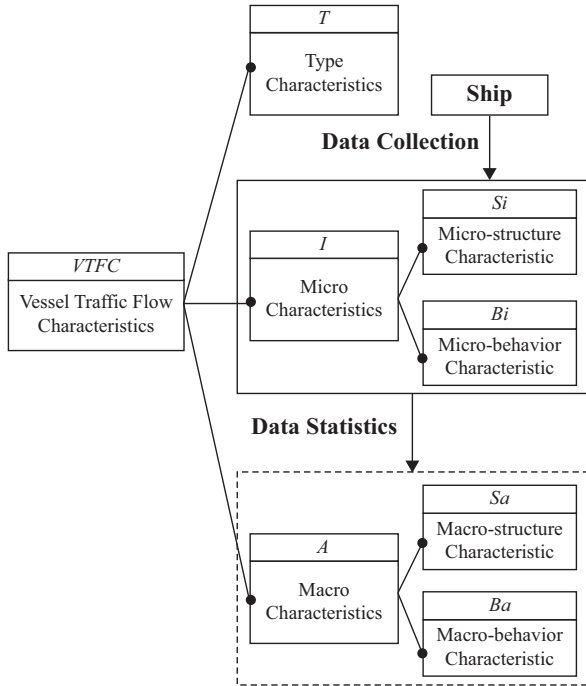 T
Type
Characteristics
Ship
Data Collection
VTFC
Vessel Traffic Flow
Characteristics
I
Micro
Characteristics
Si
Micro-structure
Characteristic
Bi
Micro-behavior
Characteristic
Data Statistics
A
Macro
Characteristics
Sa
Macro-structure
Characteristic
Ba
Macro-behavior
Characteristic